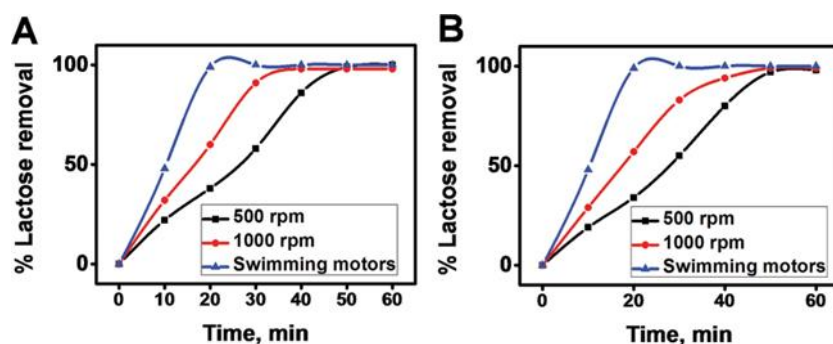 A
% Lactose removal
100
50
0
500 rpm
1000 rpm
Swimming motors
0 10 20 30 40 50 60
Time, min
B
% Lactose removal
100
50
0
500 rpm
1000 rpm
Swimming motors
0 20 40 60
Time, min